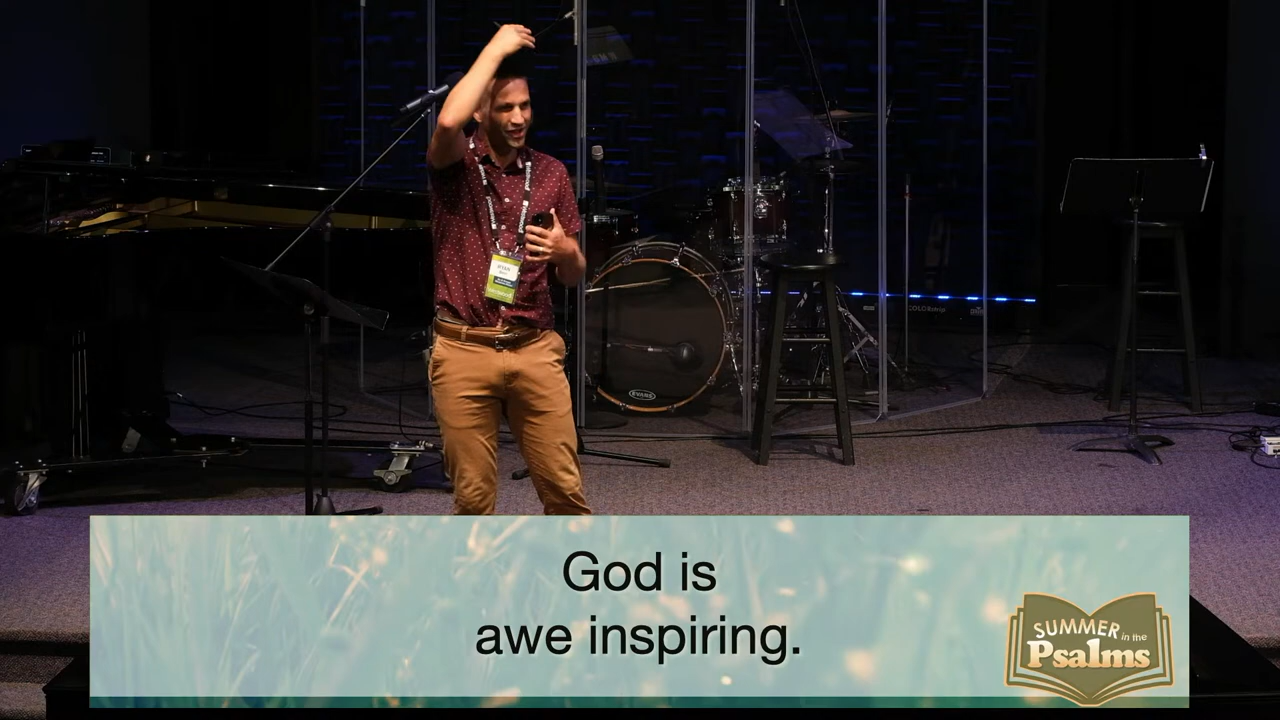 RYAN
EVANS
God is
awe inspiring.
SUMMER in the
Psalms